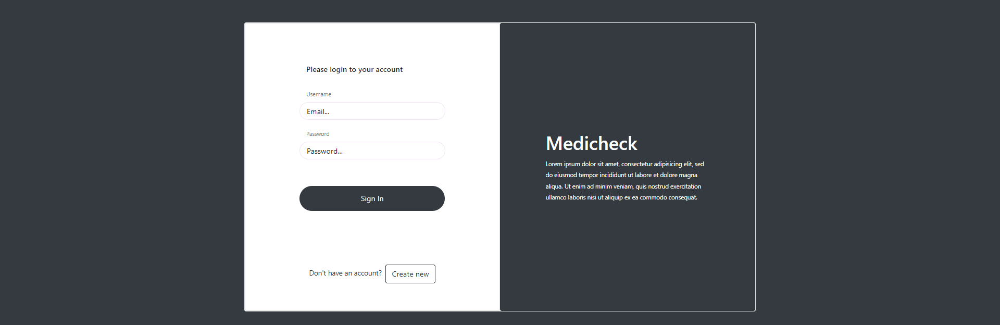 Please login to your account
Username
Email...
Password
Password...
Sign In
Don't have an account?
Create new
Medicheck
Lorem ipsum dolor sit amet, consectetur adipisicing elit, sed
do eiusmod tempor incididunt ut labore et dolore magna
aliqua. Ut enim ad minim veniam, quis nostrud exercitation
ullamco laboris nisi ut aliquip ex ea commodo consequat.